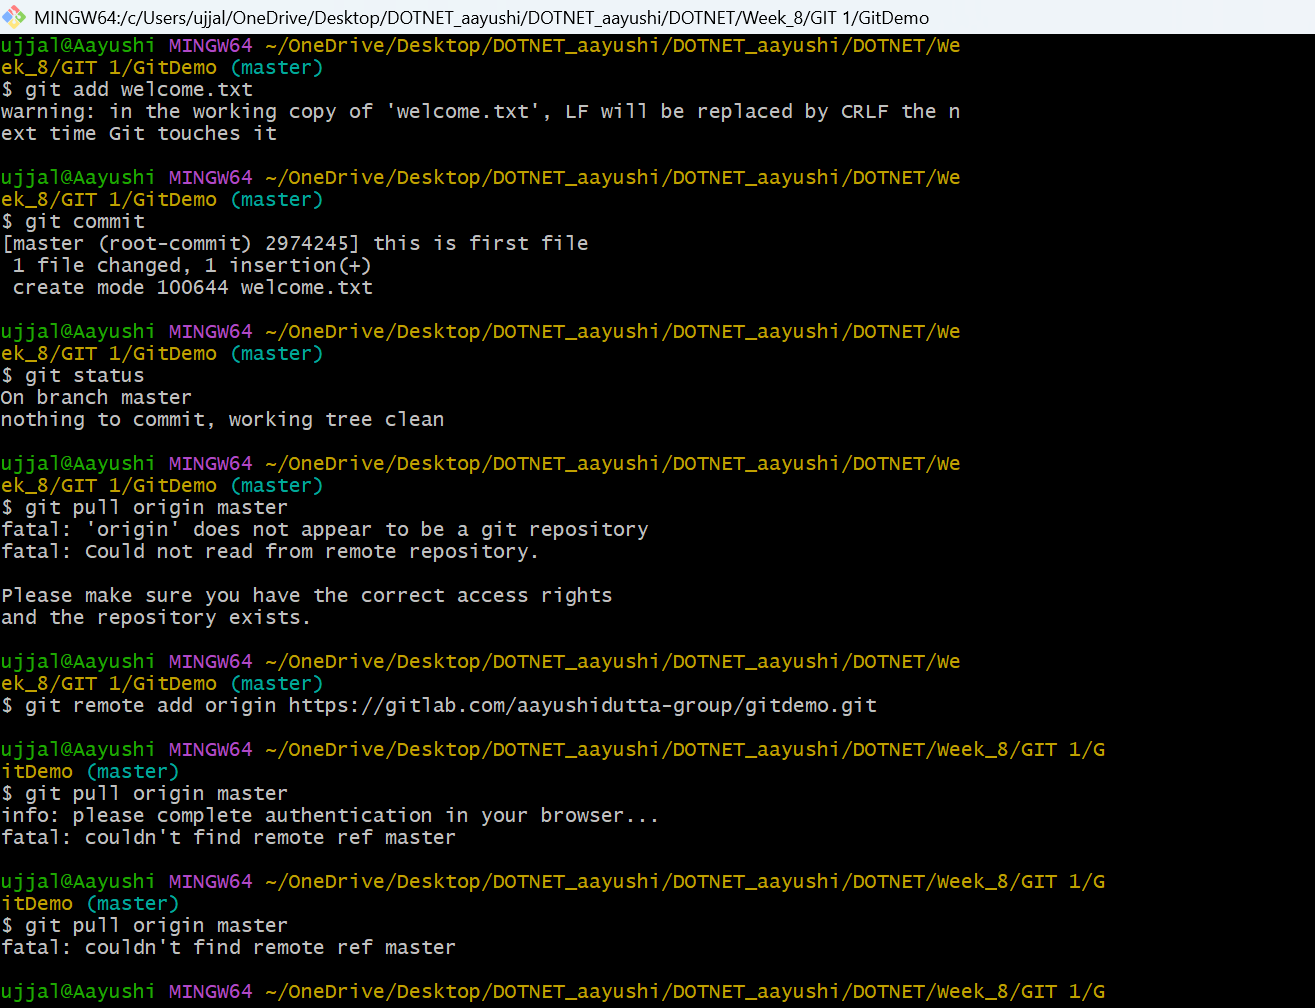 MINGW64:/c/Users/ujjal/OneDrive/Desktop/DOTNET_aayushi/DOTNET_aayushi/DOTNET/Week_8/GIT 1/GitDemo
ujjal@Aayushi MINGW64 ~/OneDrive/Desktop/DOTNET_aayushi/DOTNET_aayushi/DOTNET/We
ek_8/GIT 1/GitDemo (master)
$ git add welcome.txt
warning: in the working copy of 'welcome.txt', LF will be replaced by CRLF the n
ext time Git touches it
ujjal@Aayushi MINGW64 ~/OneDrive/Desktop/DOTNET_aayushi/DOTNET_aayushi/DOTNET/We
ek_8/GIT 1/GitDemo (master)
$ git commit
[master (root-commit) 2974245] this is first file
 1 file changed, 1 insertion(+)
 create mode 100644 welcome.txt
ujjal@Aayushi MINGW64 ~/OneDrive/Desktop/DOTNET_aayushi/DOTNET_aayushi/DOTNET/We
ek_8/GIT 1/GitDemo (master)
$ git status
On branch master
nothing to commit, working tree clean
ujjal@Aayushi MINGW64 ~/OneDrive/Desktop/DOTNET_aayushi/DOTNET_aayushi/DOTNET/We
ek_8/GIT 1/GitDemo (master)
$ git pull origin master
fatal: 'origin' does not appear to be a git repository
fatal: Could not read from remote repository.
Please make sure you have the correct access rights
and the repository exists.
ujjal@Aayushi MINGW64 ~/OneDrive/Desktop/DOTNET_aayushi/DOTNET_aayushi/DOTNET/We
ek_8/GIT 1/GitDemo (master)
$ git remote add origin https://gitlab.com/aayushidutta-group/gitdemo.git
ujjal@Aayushi MINGW64 ~/OneDrive/Desktop/DOTNET_aayushi/DOTNET_aayushi/DOTNET/Week_8/GIT 1/G
itDemo (master)
$ git pull origin master
info: please complete authentication in your browser...
fatal: couldn't find remote ref master
ujjal@Aayushi MINGW64 ~/OneDrive/Desktop/DOTNET_aayushi/DOTNET_aayushi/DOTNET/Week_8/GIT 1/G
itDemo (master)
$ git pull origin master
fatal: couldn't find remote ref master
ujjal@Aayushi MINGW64 ~/OneDrive/Desktop/DOTNET_aayushi/DOTNET_aayushi/DOTNET/Week_8/GIT 1/G